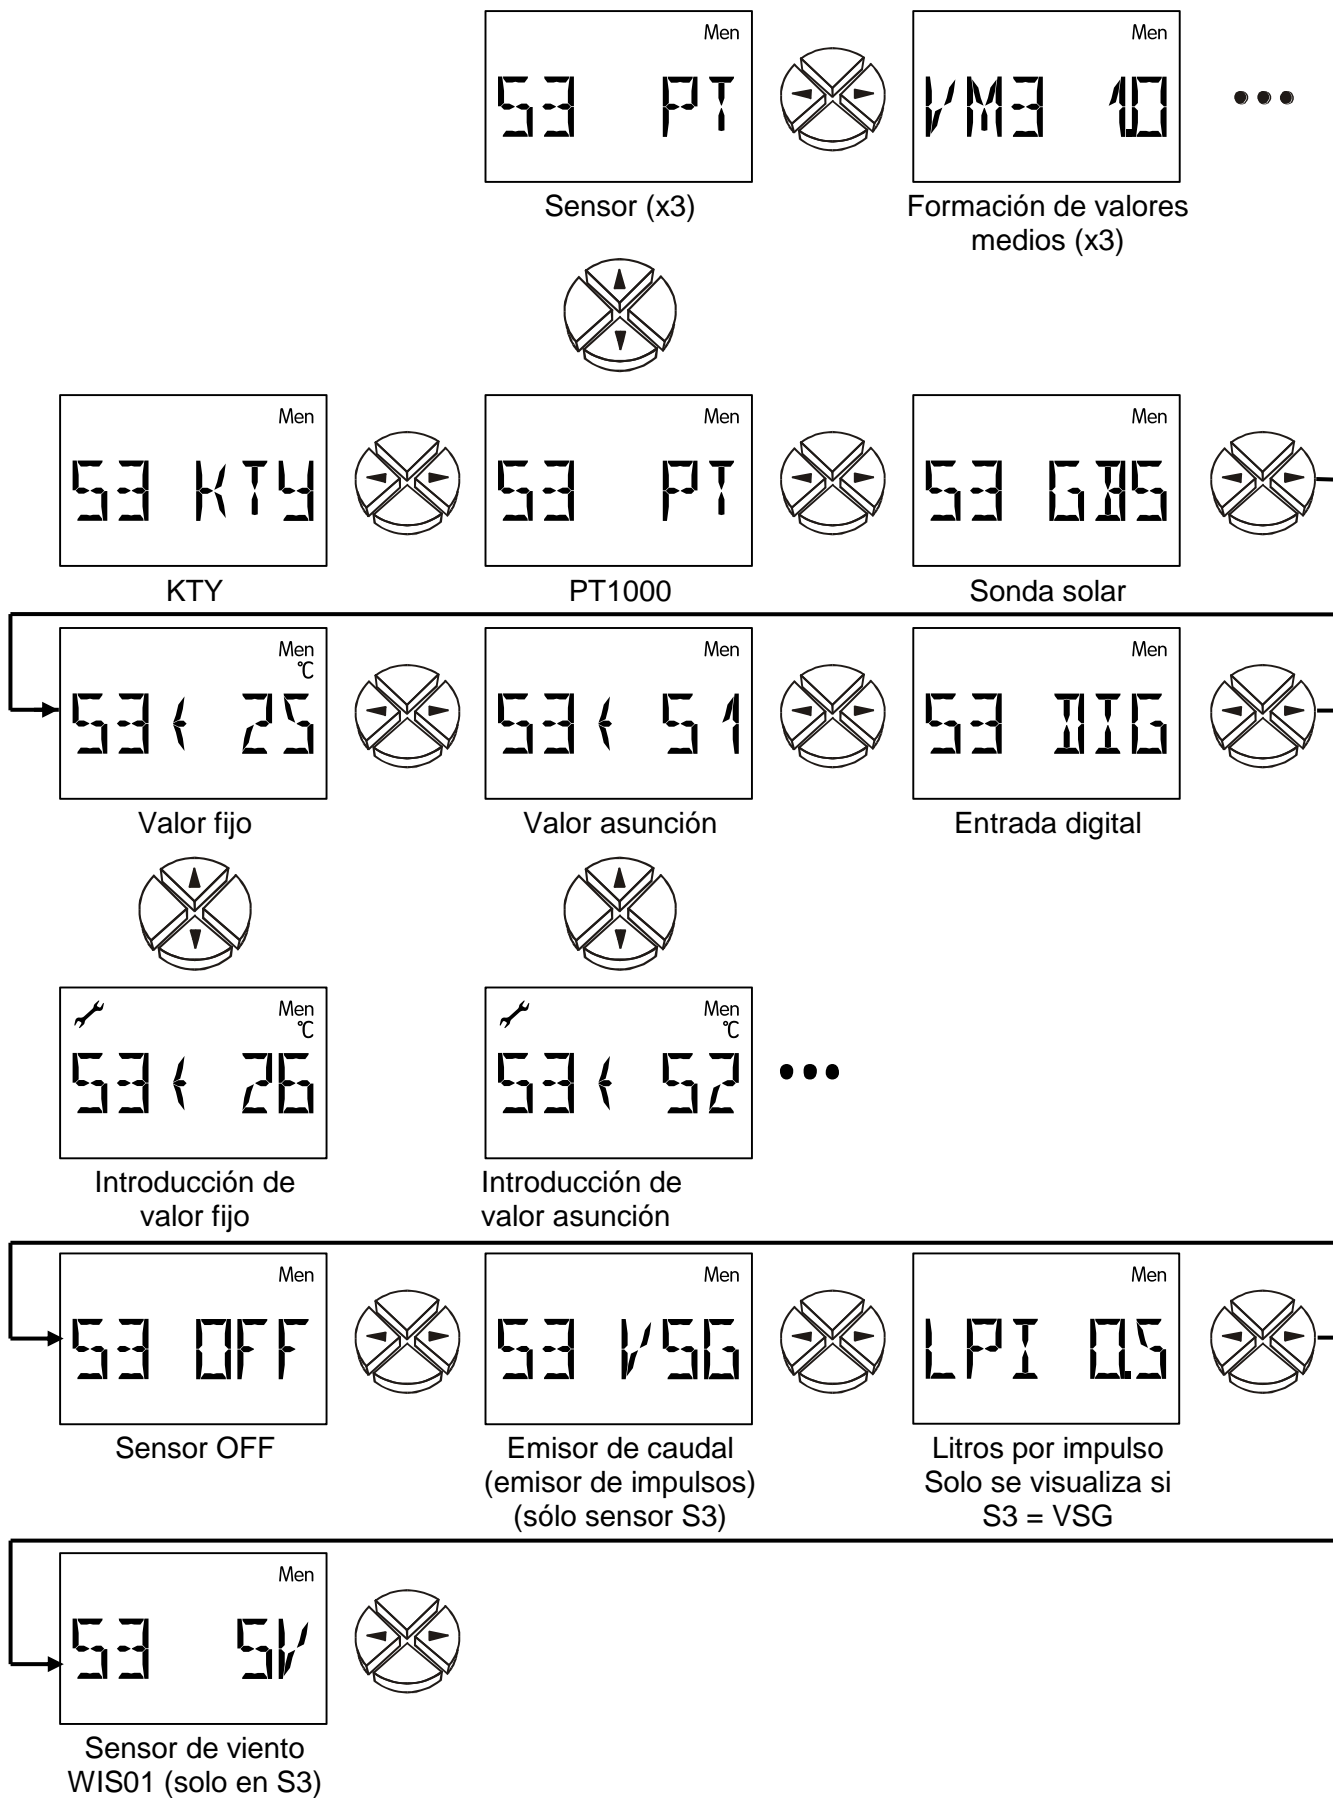 Men Men
S3 PT VM3 1.0
Sensor (x3) Formación de valores
medios (x3)
Men Men Men
S3 KTY S3 PT S3 GBS
KTY PT1000 Sonda solar
Men Men Men
°C
S3 < 25 S3 < S1 S3 DIG
Valor fijo Valor asunción Entrada digital
Men Men
°C °C
S3 < 26 S3 < S2
Introducción de Introducción de
valor fijo valor asunción
Men Men Men
S3 OFF S3 VSG LPI 0.5
Sensor OFF Emisor de caudal Litros por impulso
(emisor de impulsos) Solo se visualiza si
(sólo sensor S3) S3 = VSG
Men
S3 SV
Sensor de viento
WIS01 (solo en S3)